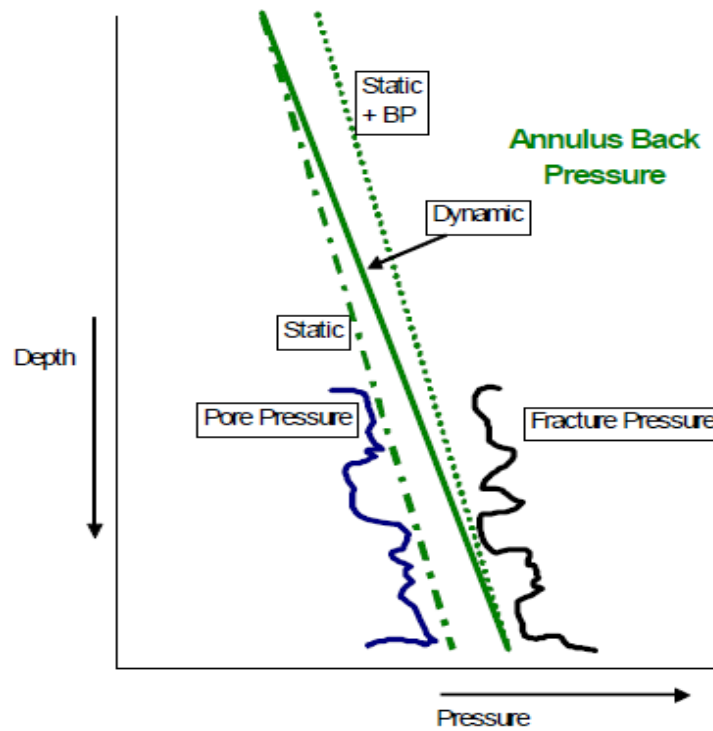 Static
+ BP
Annulus Back
Pressure
Dynamic
Static
Depth
Pore Pressure
Fracture Pressure
Pressure